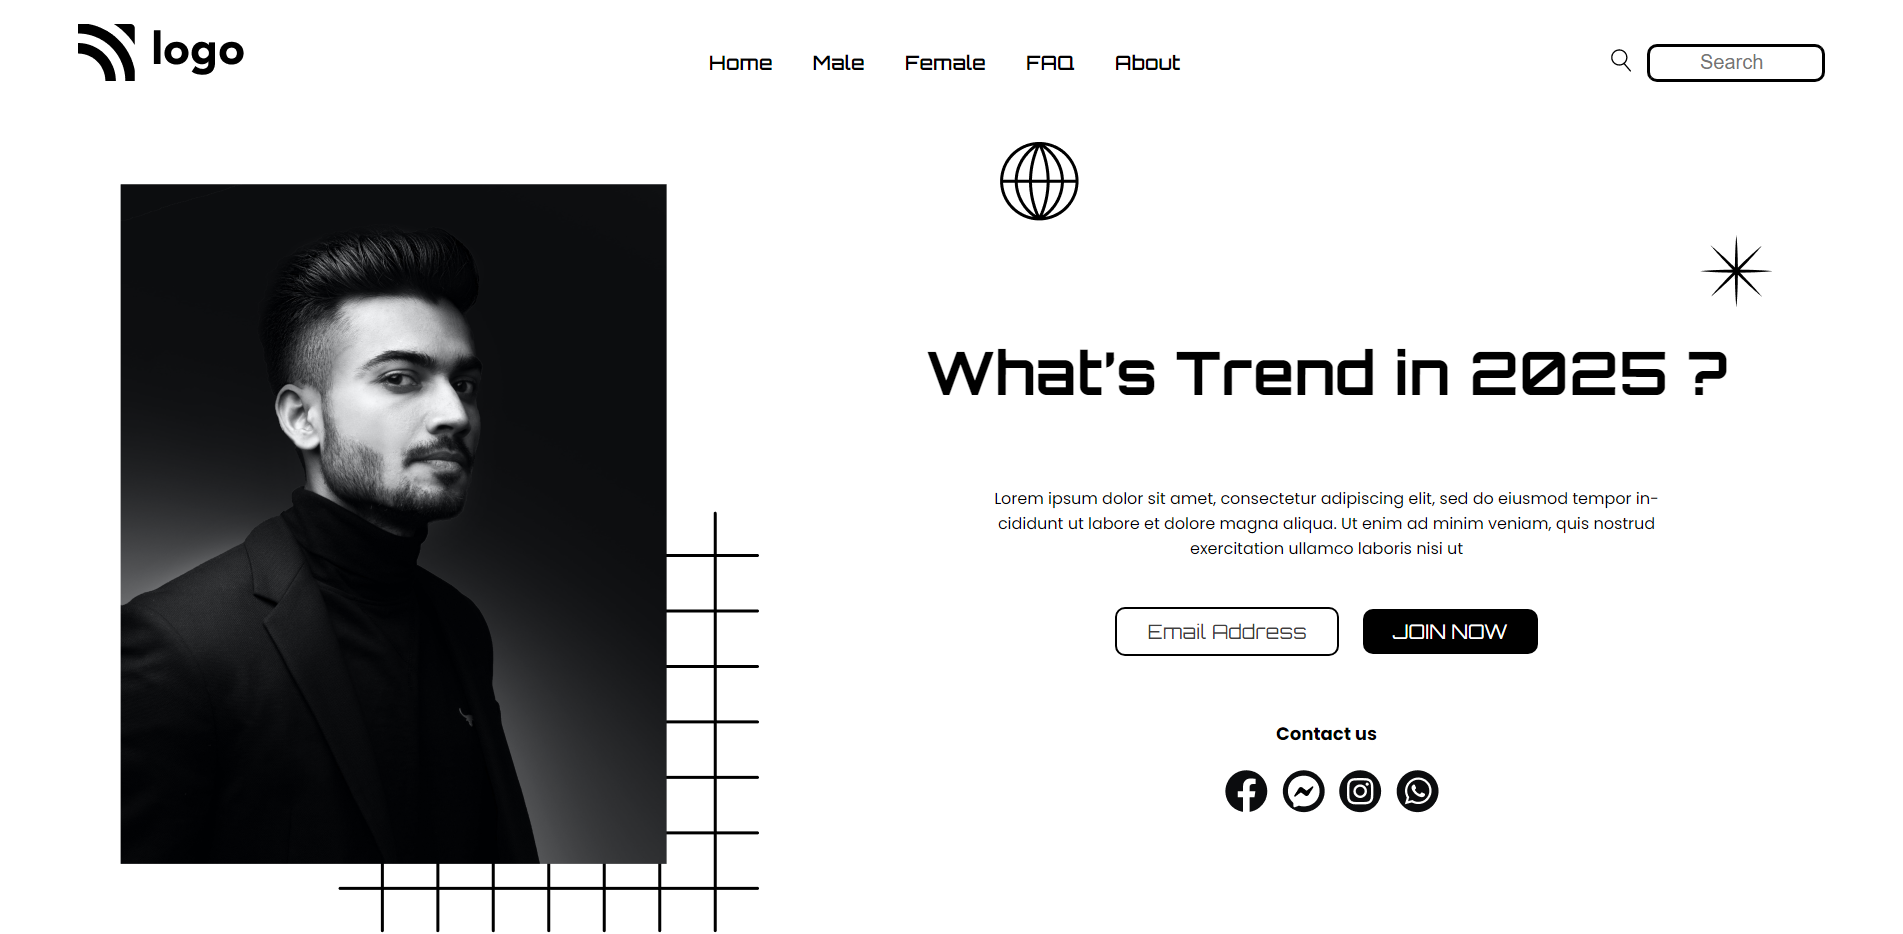 logo
Home Male Female FAQ About
Search
What's Trend in 2025 ?
Lorem ipsum dolor sit amet, consectetur adipiscing elit, sed do eiusmod tempor in-
cididunt ut labore et dolore magna aliqua. Ut enim ad minim veniam, quis nostrud
exercitation ullamco laboris nisi ut
Email Address JOIN NOW
Contact us